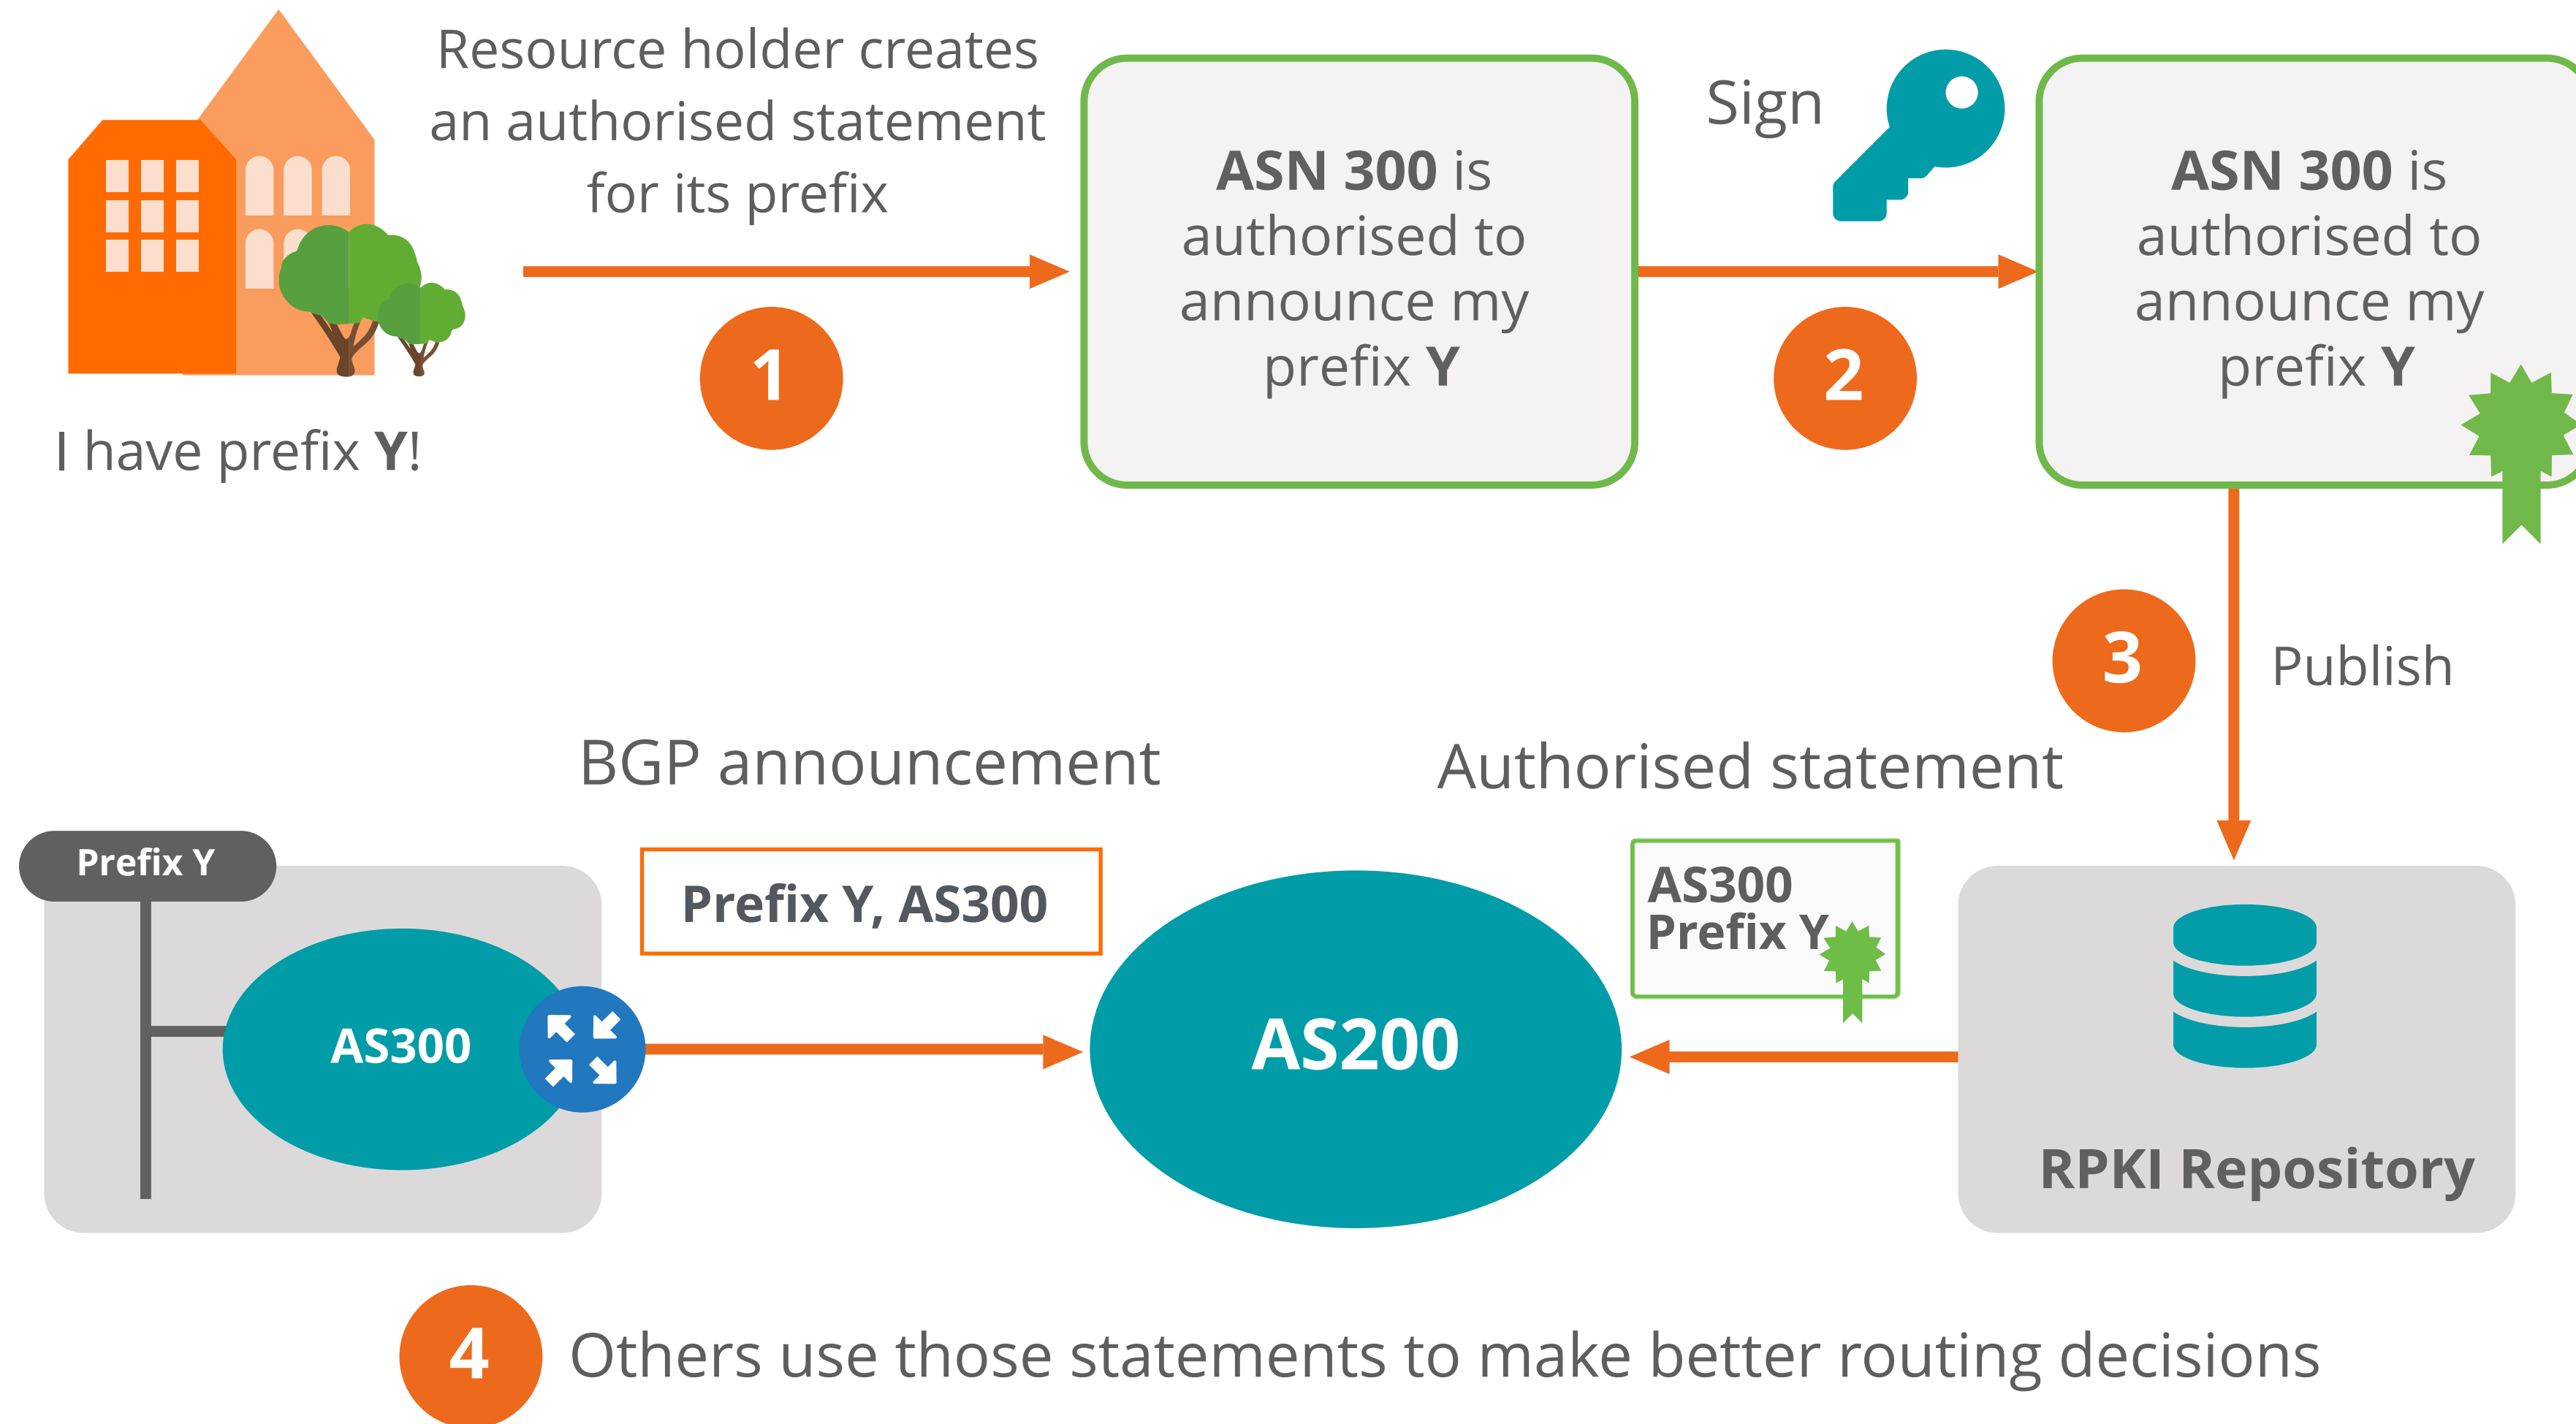 Resource holder creates
an authorised statement
for its prefix
I have prefix Y!
1
ASN 300 is
authorised to
announce my
prefix Y
Sign
2
ASN 300 is
authorised to
announce my
prefix Y
3
Publish
BGP announcement
Authorised statement
Prefix Y
AS300
Prefix Y, AS300
AS200
AS300
Prefix Y
RPKI Repository
4
Others use those statements to make better routing decisions